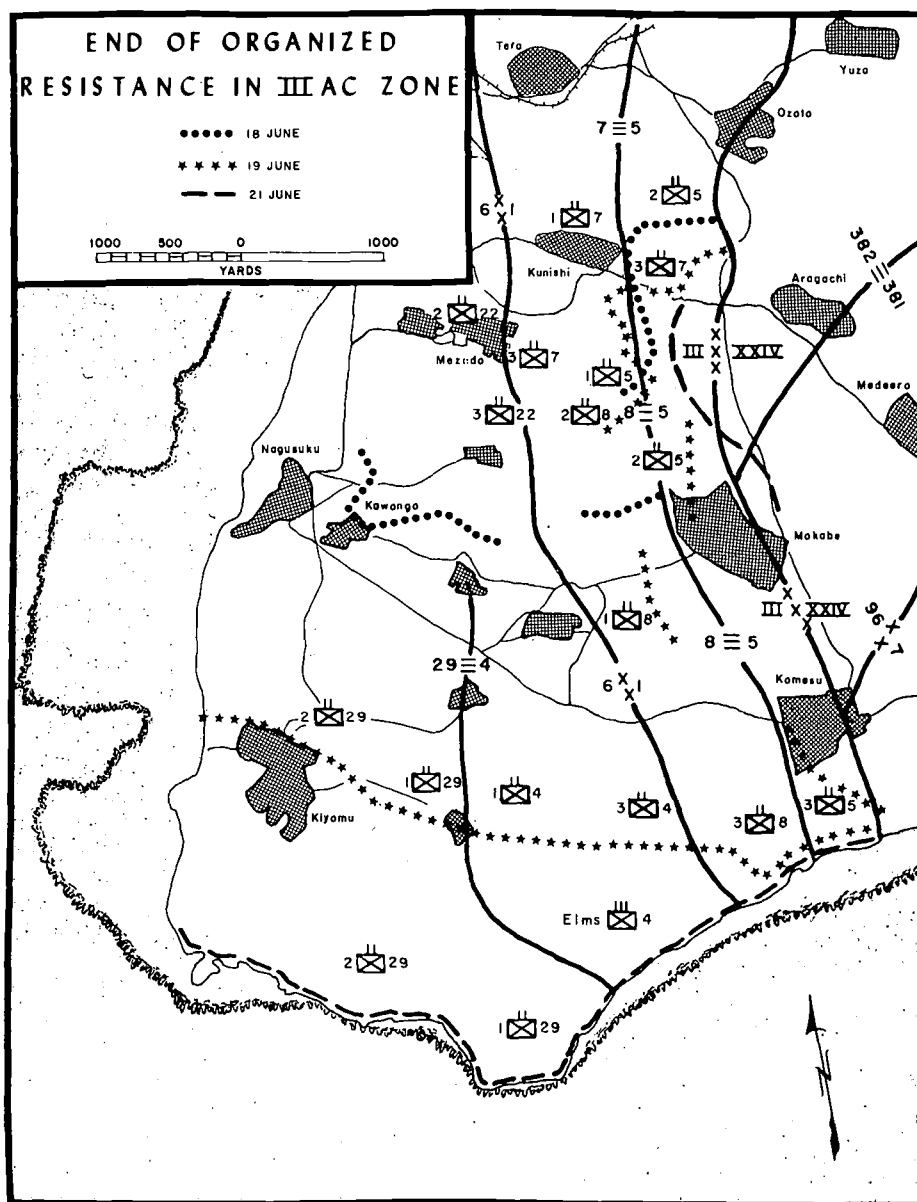 END OF ORGANIZED
RESISTANCE IN III AC ZONE
18 JUNE
19 JUNE
21 JUNE
1000 500 0 1000
YARDS
Tera
Yuza
Ozato
7 5
2 5
6 1
1 7
Kunishi
3 7
382 381
Aragachi
2 22
Mezado
3 7
III XXIV
1 5
Medeera
3 22
2 8
8 5
2 5
Nagusuku
Kawanga
Makabe
III XXIV
1 8
96 7
8 5
29 4
6 1
Komesu
2 29
1 29
1 4
3 4
3 8
3 5
Kiyamu
Elms 4
2 29
1 29
N